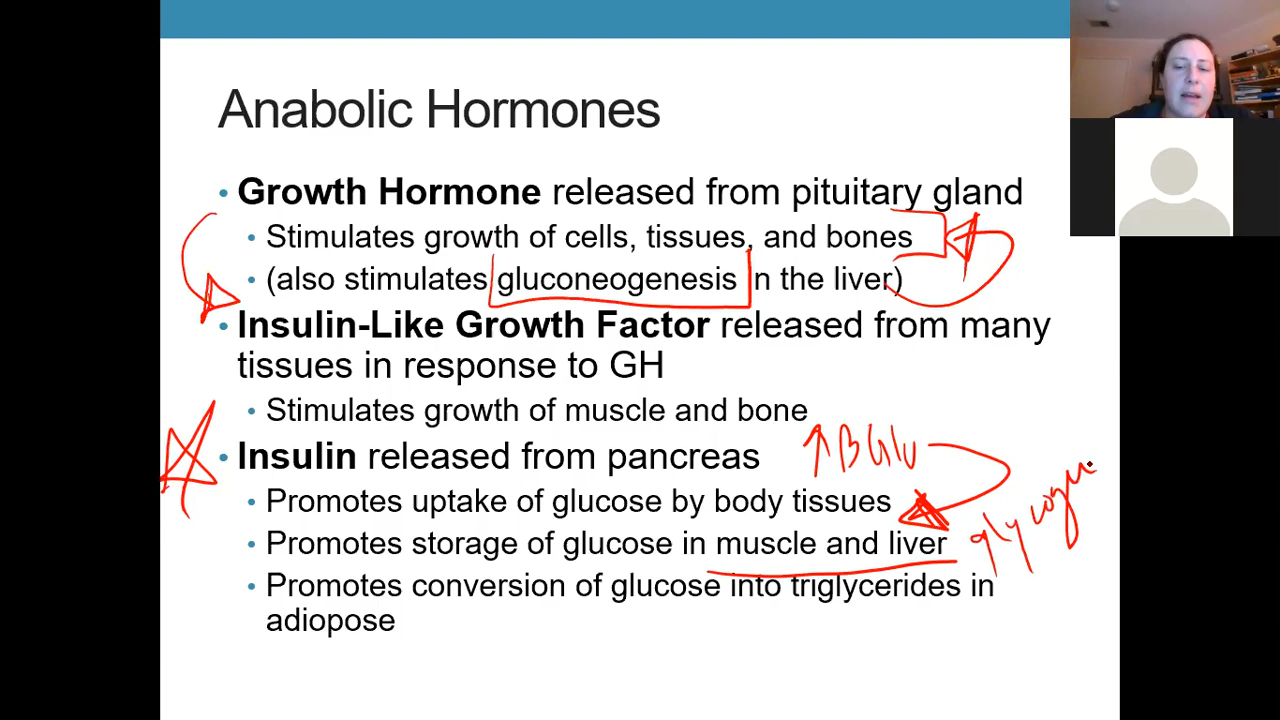 Anabolic Hormones
• Growth Hormone released from pituitary gland
• Stimulates growth of cells, tissues, and bones
• (also stimulates gluconeogenesis in the liver)
• Insulin-Like Growth Factor released from many
tissues in response to GH
• Stimulates growth of muscle and bone
• Insulin released from pancreas
↑ BGlu
• Promotes uptake of glucose by body tissues
• Promotes storage of glucose in muscle and liver
• Promotes conversion of glucose into triglycerides in
adiopose